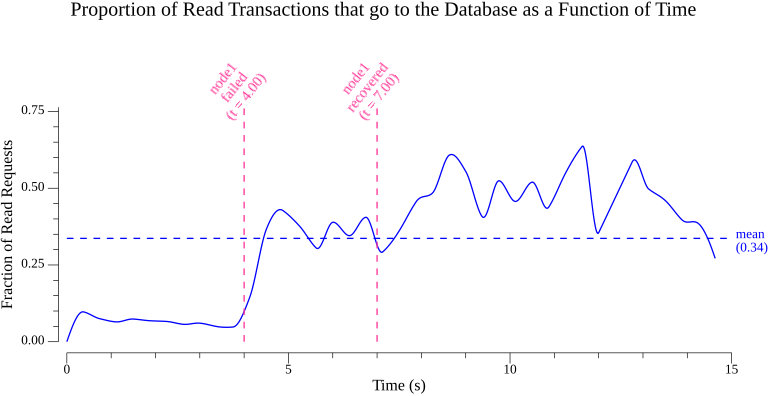 Proportion of Read Transactions that go to the Database as a Function of Time
node1
failed
(t = 4.00)
node1
recovered
(t = 7.00)
0.75
0.50
0.25
0.00
Fraction of Read Requests
mean
(0.34)
0
5
10
15
Time (s)